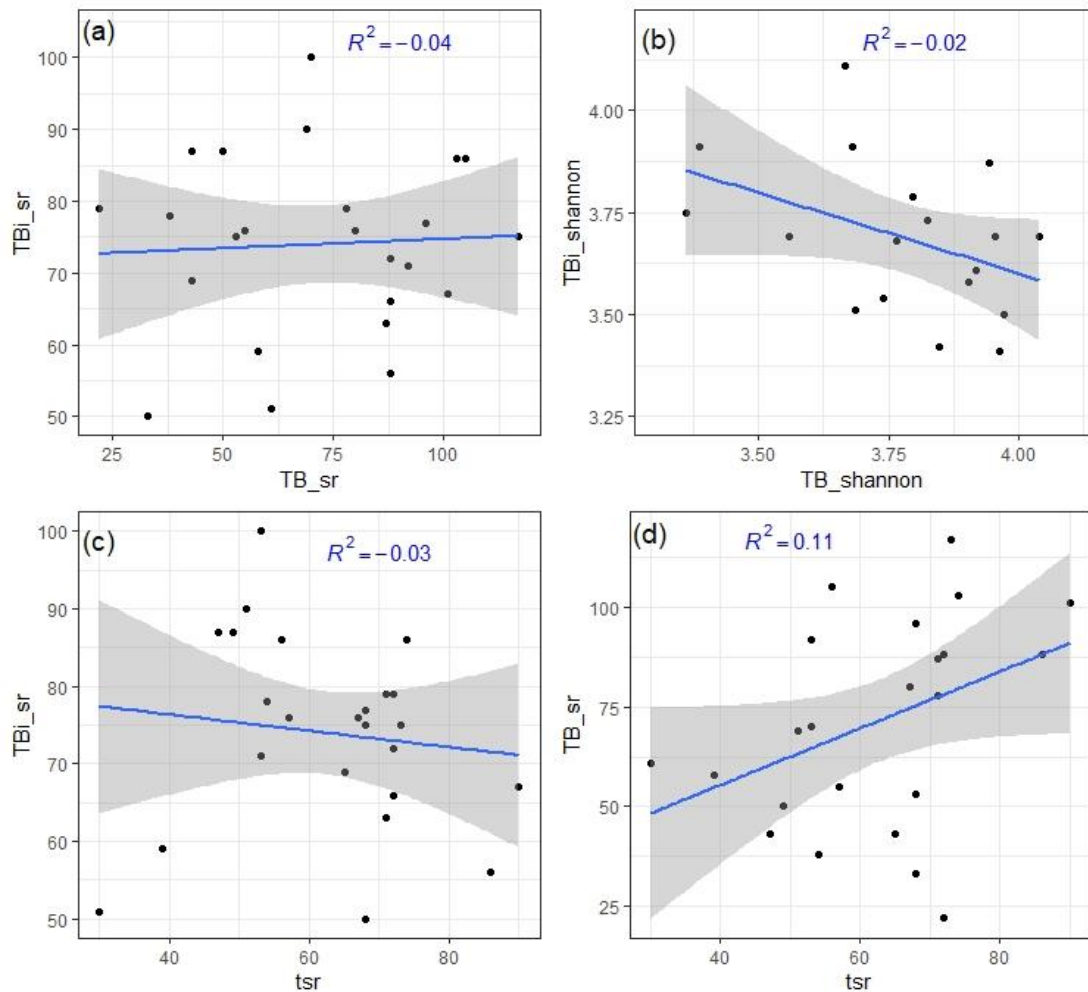 (a)
R² = −0.04
100
90
80
70
60
50
TBi_sr
25 50 75 100
TB_sr
(b)
R² = −0.02
4.00
3.75
3.50
3.25
TBi_shannon
3.50 3.75 4.00
TB_shannon
(c)
R² = −0.03
100
90
80
70
60
50
TBi_sr
40 60 80
tsr
(d)
R² = 0.11
100
75
50
25
TB_sr
40 60 80
tsr